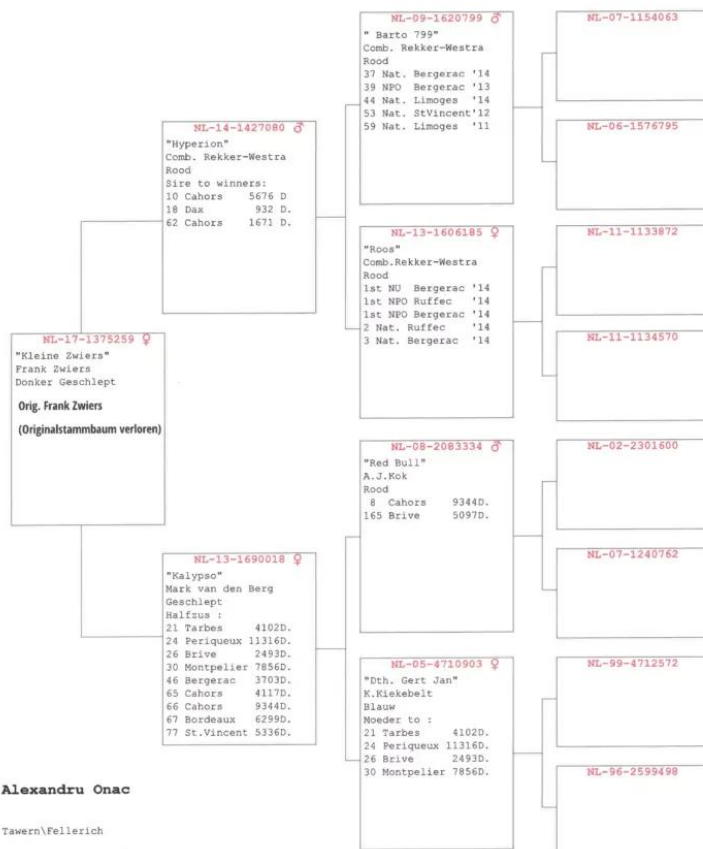 NL-17-1375259 ♀
"Kleine Zwiers"
Frank Zwiers
Donker Geschlept
Orig. Frank Zwiers
(Originalstammbaum verloren)
NL-14-1427080 ♂
"Hyperion"
Comb. Rekker-Westra
Rood
Sire to winners:
10 Cahors 5676 D
18 Dax 932 D.
62 Cahors 1671 D.
NL-13-1690018 ♀
"Kalypso"
Mark van den Berg
Geschlept
Halfzus :
21 Tarbes 4102D.
24 Periqueux 11316D.
26 Brive 2493D.
30 Montpelier 7856D.
46 Bergerac 3703D.
65 Cahors 4117D.
66 Cahors 9344D.
67 Bordeaux 6299D.
77 St.Vincent 5336D.
NL-09-1620799 ♂
" Barto 799"
Comb. Rekker-Westra
Rood
37 Nat. Bergerac '14
39 NPO Bergerac '13
44 Nat. Limoges '14
53 Nat. StVincent'12
59 Nat. Limoges '11
NL-13-1606185 ♀
"Roos"
Comb.Rekker-Westra
Rood
1st NU Bergerac '14
1st NPO Ruffec '14
1st NPO Bergerac '14
2 Nat. Ruffec '14
3 Nat. Bergerac '14
NL-08-2083334 ♂
"Red Bull"
A.J.Kok
Rood
8 Cahors 9344D.
165 Brive 5097D.
NL-05-4710903 ♀
"Dth. Gert Jan"
K.Kiekebelt
Blauw
Moeder to :
21 Tarbes 4102D.
24 Periqueux 11316D.
26 Brive 2493D.
30 Montpelier 7856D.
NL-07-1154063
NL-06-1576795
NL-11-1133872
NL-11-1134570
NL-02-2301600
NL-07-1240762
NL-99-4712572
NL-96-2599498
Alexandru Onac
Tawern\Fellerich